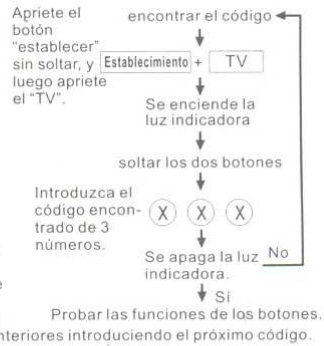 Apriete el
botón
"establecer"
sin soltar, y
luego apriete
el "TV".
encontrar el código
Establecimiento + TV
Se enciende la
luz indicadora
soltar los dos botones
Introduzca el
código encon-
trado de 3
números.
X X X
Se apaga la luz
indicadora.
No
Sí
Probar las funciones de los botones.
nteriores introduciendo el próximo código.